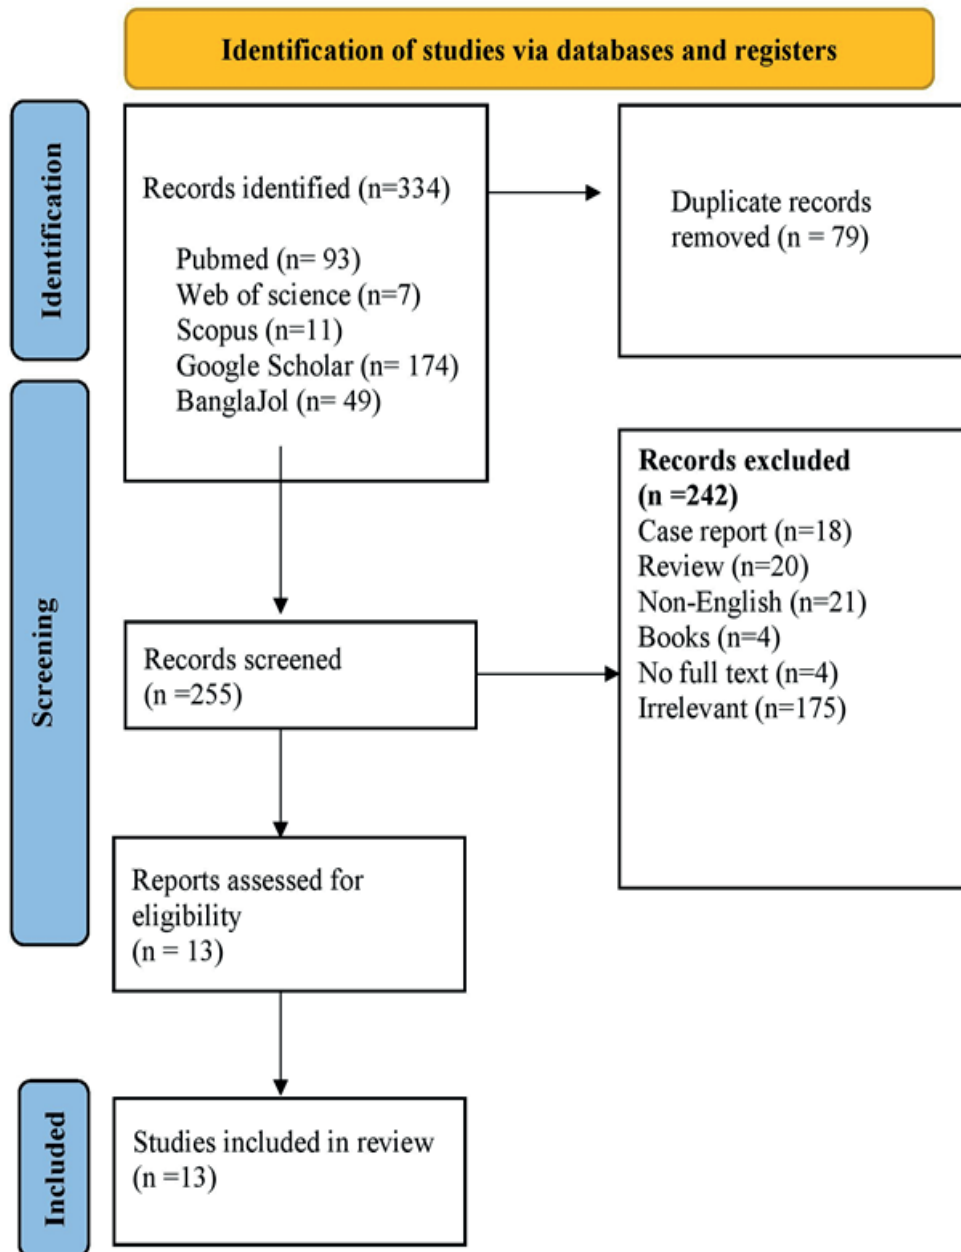 Identification of studies via databases and registers
Identification
Records identified (n=334)
Pubmed (n= 93)
Web of science (n=7)
Scopus (n=11)
Google Scholar (n= 174)
BanglaJol (n= 49)
Duplicate records
removed (n = 79)
Screening
Records screened
(n =255)
Records excluded
(n =242)
Case report (n=18)
Review (n=20)
Non-English (n=21)
Books (n=4)
No full text (n=4)
Irrelevant (n=175)
Reports assessed for
eligibility
(n = 13)
Included
Studies included in review
(n =13)